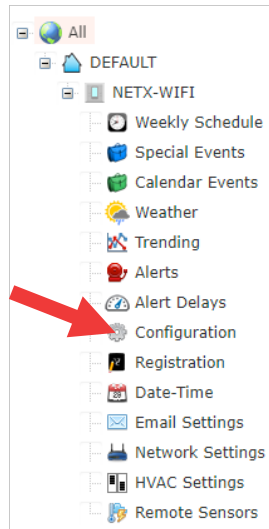 All
DEFAULT
NETX-WIFI
Weekly Schedule
Special Events
Calendar Events
Weather
Trending
Alerts
Alert Delays
Configuration
Registration
Date-Time
Email Settings
Network Settings
HVAC Settings
Remote Sensors